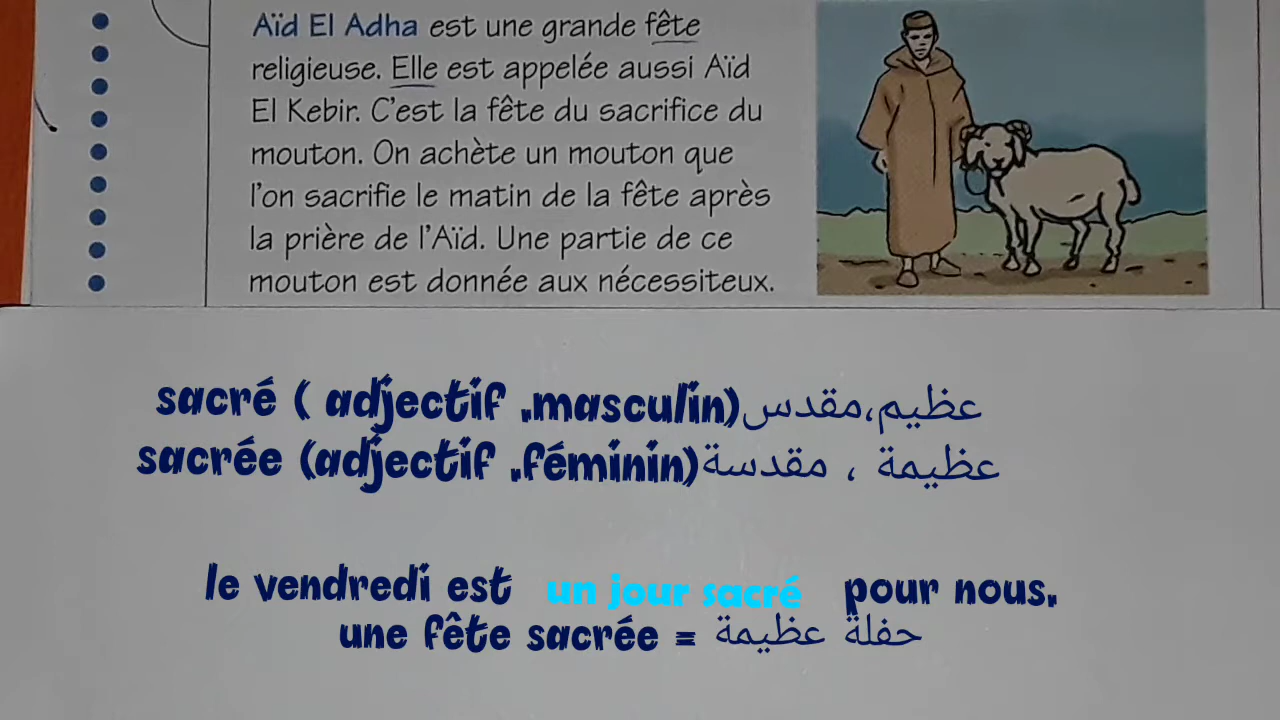 Aïd El Adha est une grande fête
religieuse. Elle est appelée aussi Aïd
El Kebir. C'est la fête du sacrifice du
mouton. On achète un mouton que
l'on sacrifie le matin de la fête après
la prière de l'Aïd. Une partie de ce
mouton est donnée aux nécessiteux.
sacré ( adjectif .masculin)عظيم،مقدس
sacrée (adjectif .féminin)عظيمة ، مقدسة
le vendredi est un jour sacré pour nous.
une fête sacrée = حفلة عظيمة